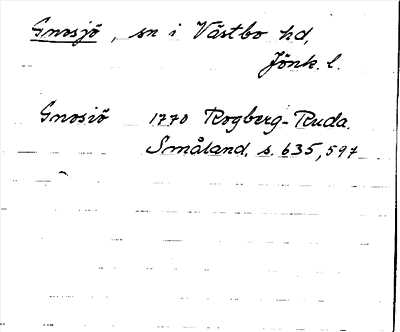 Gnosjö, sn i Västbo hd,
Jönk. l.
Gnosiö 1770 Rogberg-Ruda.
Småland, s. 635, 597